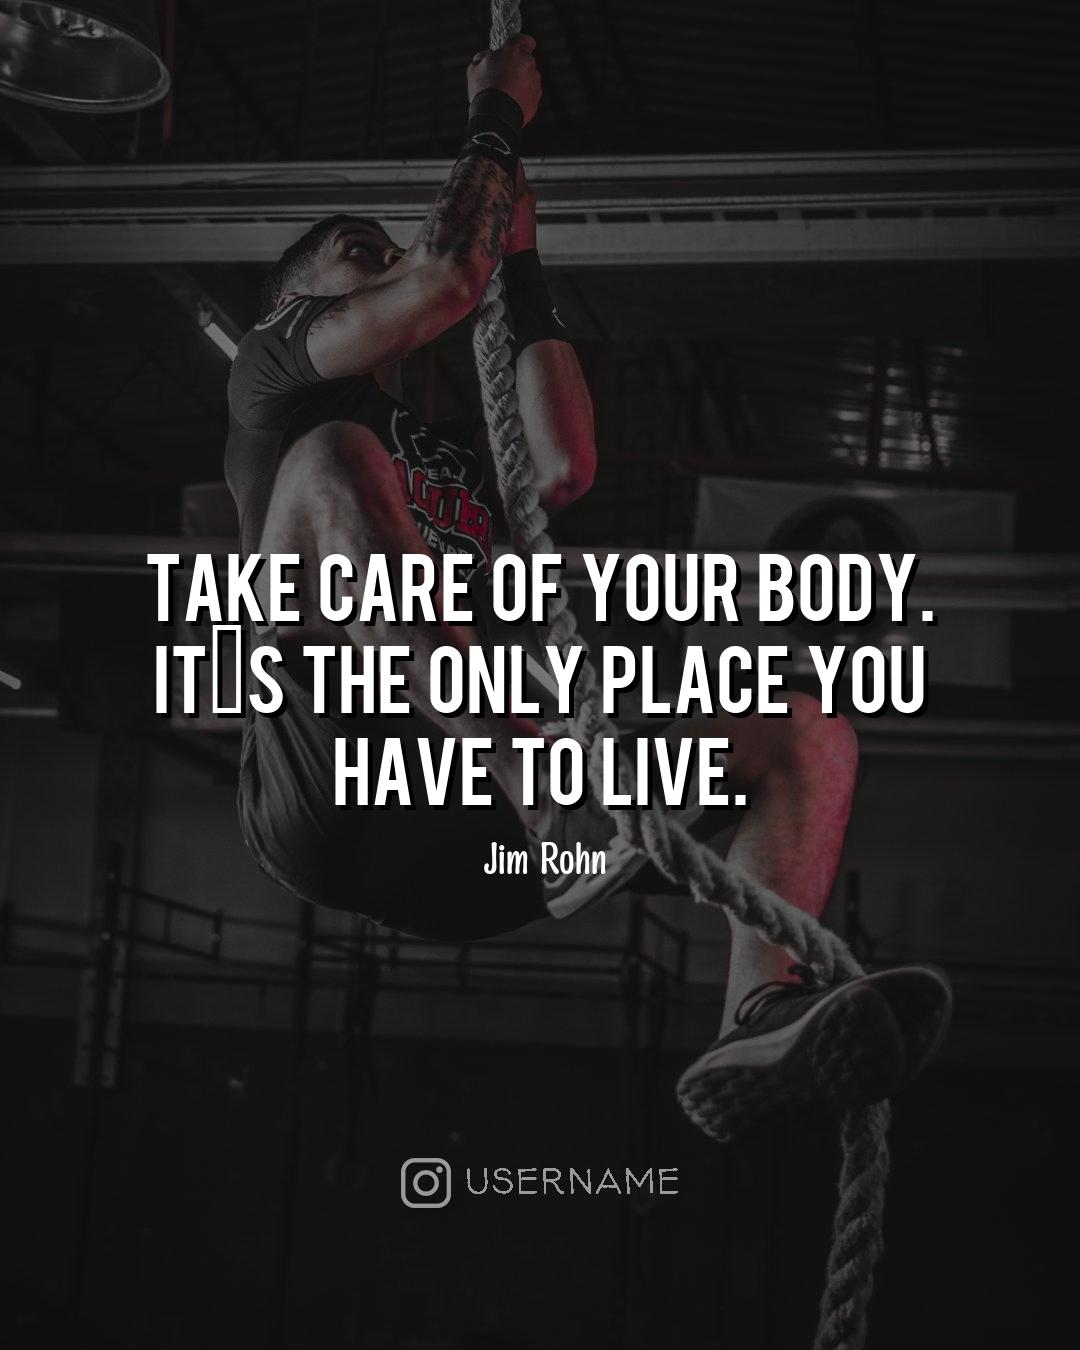 TAKE CARE OF YOUR BODY.
IT▯S THE ONLY PLACE YOU
HAVE TO LIVE.
Jim Rohn
USERNAME